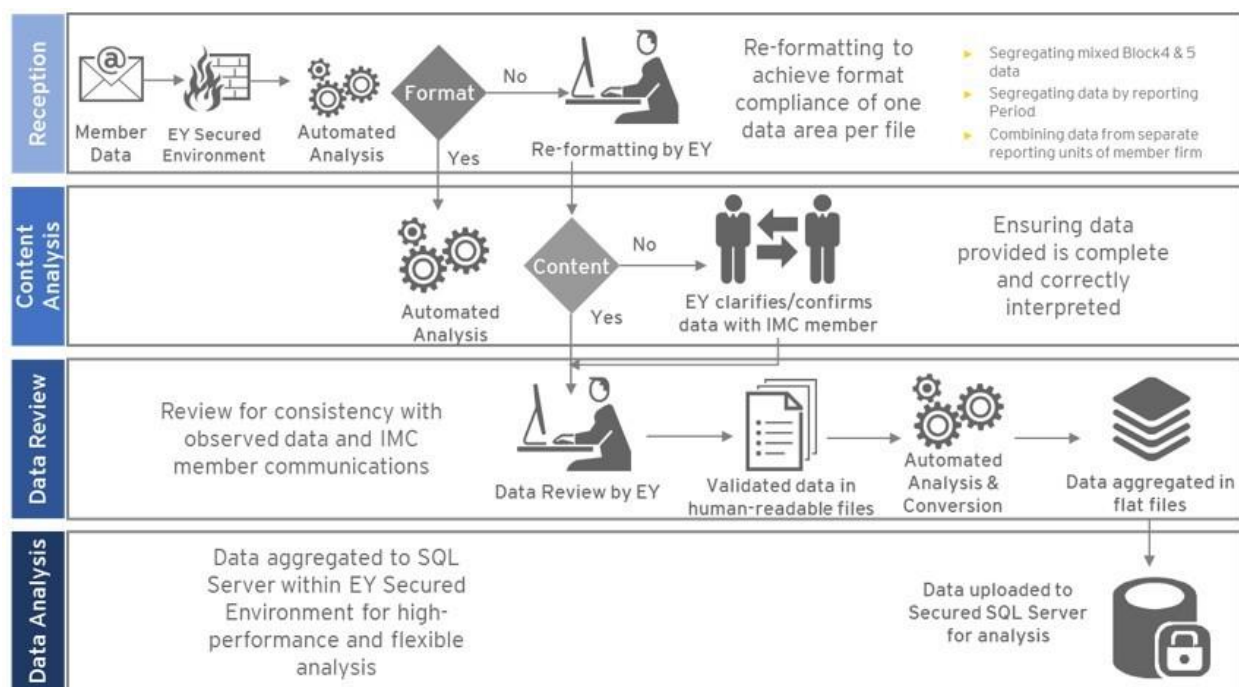 Reception
@
Member
Data
EY Secured
Environment
Automated
Analysis
Format
No
Yes
Re-formatting by EY
Re-formatting to
achieve format
compliance of one
data area per file
Segregating mixed Block4 & 5
data
Segregating data by reporting
Period
Combining data from separate
reporting units of member firm
Content
Analysis
Automated
Analysis
Content
No
Yes
EY clarifies/confirms
data with IMC member
Ensuring data
provided is complete
and correctly
interpreted
Data Review
Review for consistency with
observed data and IMC
member communications
Data Review by EY
Validated data in
human-readable files
Automated
Analysis &
Conversion
Data aggregated in
flat files
Data Analysis
Data aggregated to SQL
Server within EY Secured
Environment for high-
performance and flexible
analysis
Data uploaded to
Secured SQL Server
for analysis